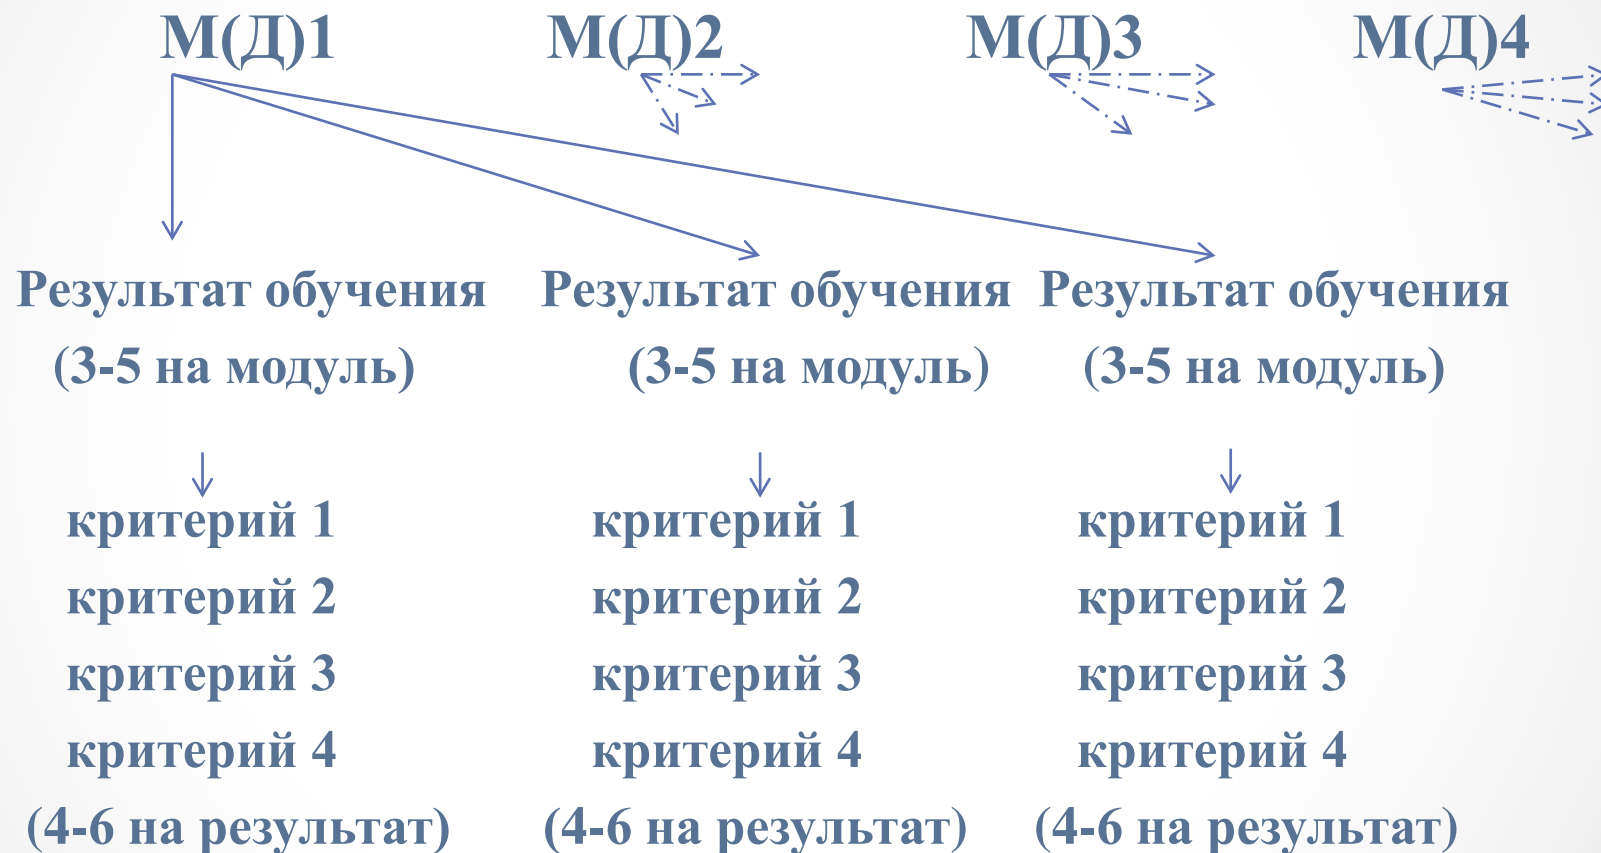 М(Д)1 М(Д)2 М(Д)3 М(Д)4
Результат обучения Результат обучения Результат обучения
(3-5 на модуль) (3-5 на модуль) (3-5 на модуль)
критерий 1 критерий 1 критерий 1
критерий 2 критерий 2 критерий 2
критерий 3 критерий 3 критерий 3
критерий 4 критерий 4 критерий 4
(4-6 на результат) (4-6 на результат) (4-6 на результат)